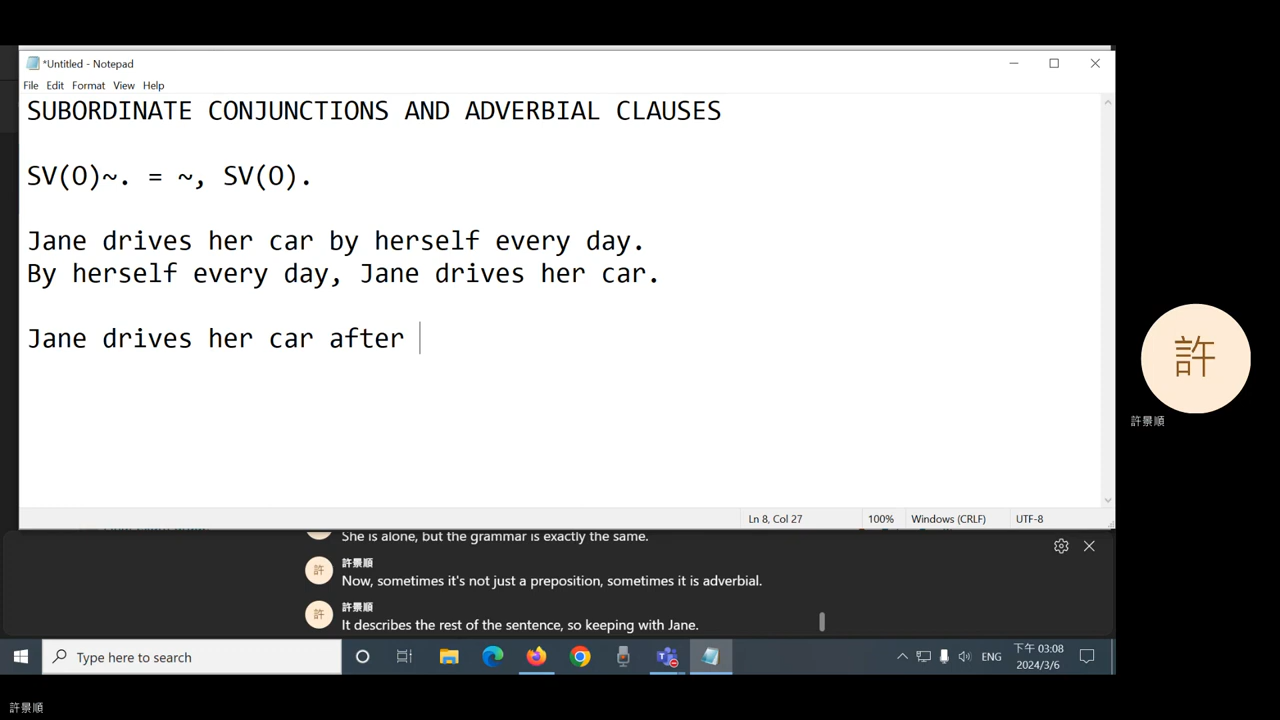 *Untitled - Notepad
File Edit Format View Help
SUBORDINATE CONJUNCTIONS AND ADVERBIAL CLAUSES
SV(O)~. = ~, SV(O).
Jane drives her car by herself every day.
By herself every day, Jane drives her car.
Jane drives her car after
許
許景順
Ln 8, Col 27 100% Windows (CRLF) UTF-8
She is alone, but the grammar is exactly the same.
許景順
許
Now, sometimes it's not just a preposition, sometimes it is adverbial.
許景順
許
It describes the rest of the sentence, so keeping with Jane.
Type here to search
ENG
下午 03:08
2024/3/6
許景順